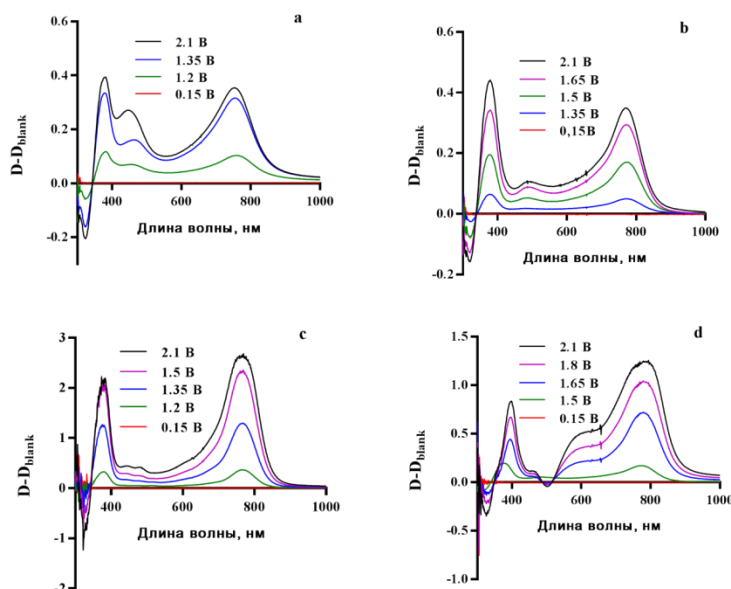 a
0.6
0.4
0.2
0.0
-0.2
D-Dblank
2.1 В
1.35 В
1.2 В
0.15 В
400 600 800 1000
Длина волны, нм
b
0.6
0.4
0.2
0.0
-0.2
D-Dblank
2.1 В
1.65 В
1.5 В
1.35 В
0,15В
400 600 800 1000
Длина волны, нм
c
3
2
1
0
-1
-2
D-Dblank
2.1 В
1.5 В
1.35 В
1.2 В
0.15 В
400 600 800 1000
Длина волны, нм
d
1.5
1.0
0.5
0.0
-0.5
-1.0
D-Dblank
2.1 В
1.8 В
1.65 В
1.5 В
0.15 В
400 600 800 1000
Длина волны, нм